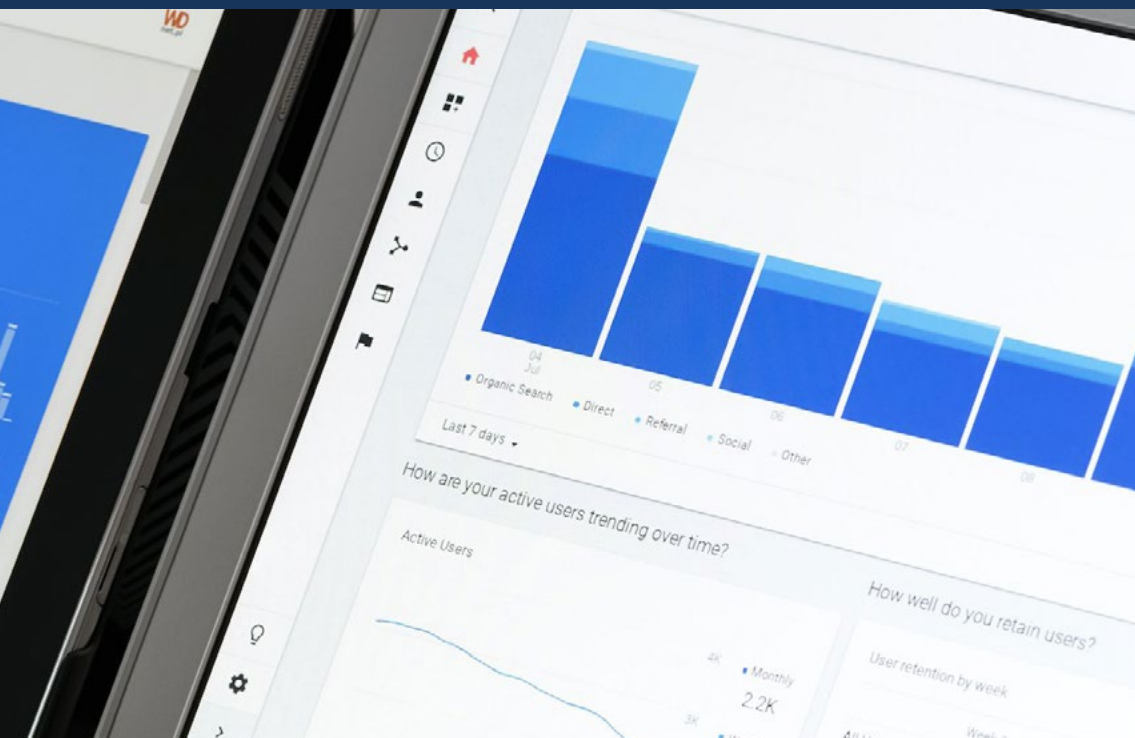 WD
net.pl
04
Jul
05
06
07
08
Organic Search
Direct
Referral
Social
Other
Last 7 days
How are your active users trending over time?
Active Users
4K
Monthly
2.2K
3K
How well do you retain users?
User retention by week